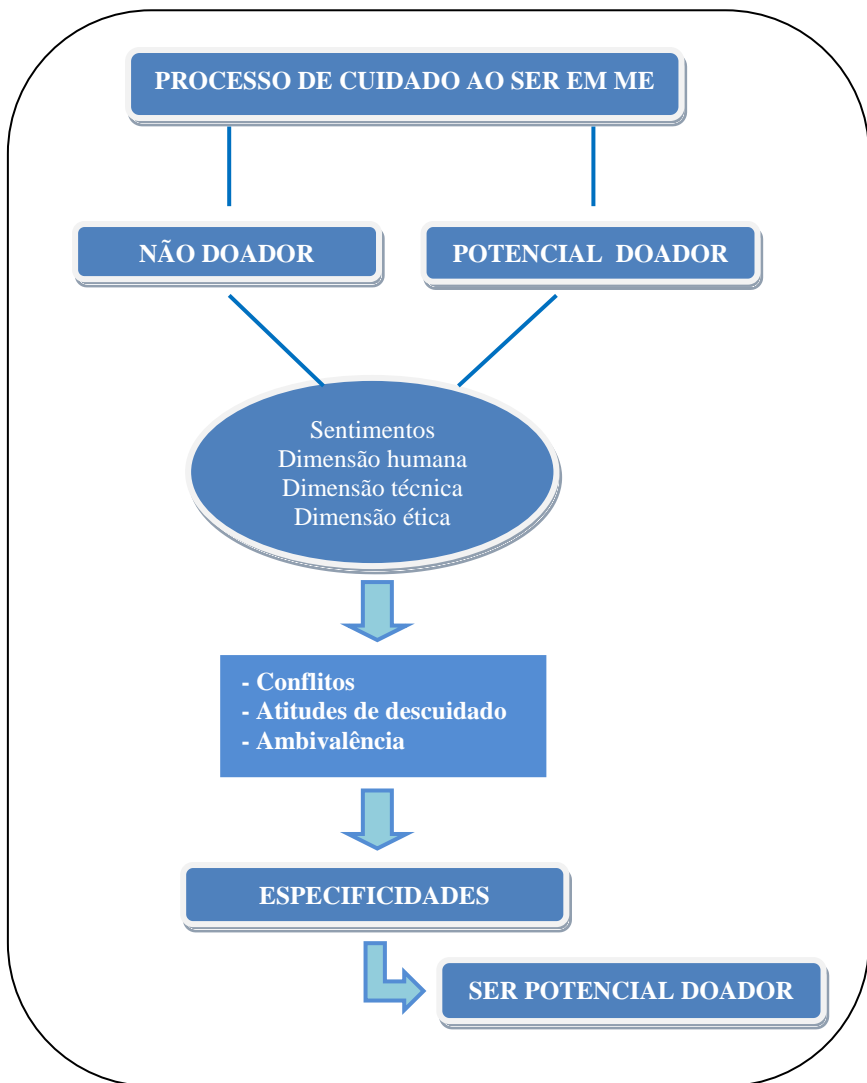 PROCESSO DE CUIDADO AO SER EM ME
NÃO DOADOR
POTENCIAL DOADOR
Sentimentos
Dimensão humana
Dimensão técnica
Dimensão ética
- Conflitos
- Atitudes de descuidado
- Ambivalência
ESPECIFICIDADES
SER POTENCIAL DOADOR